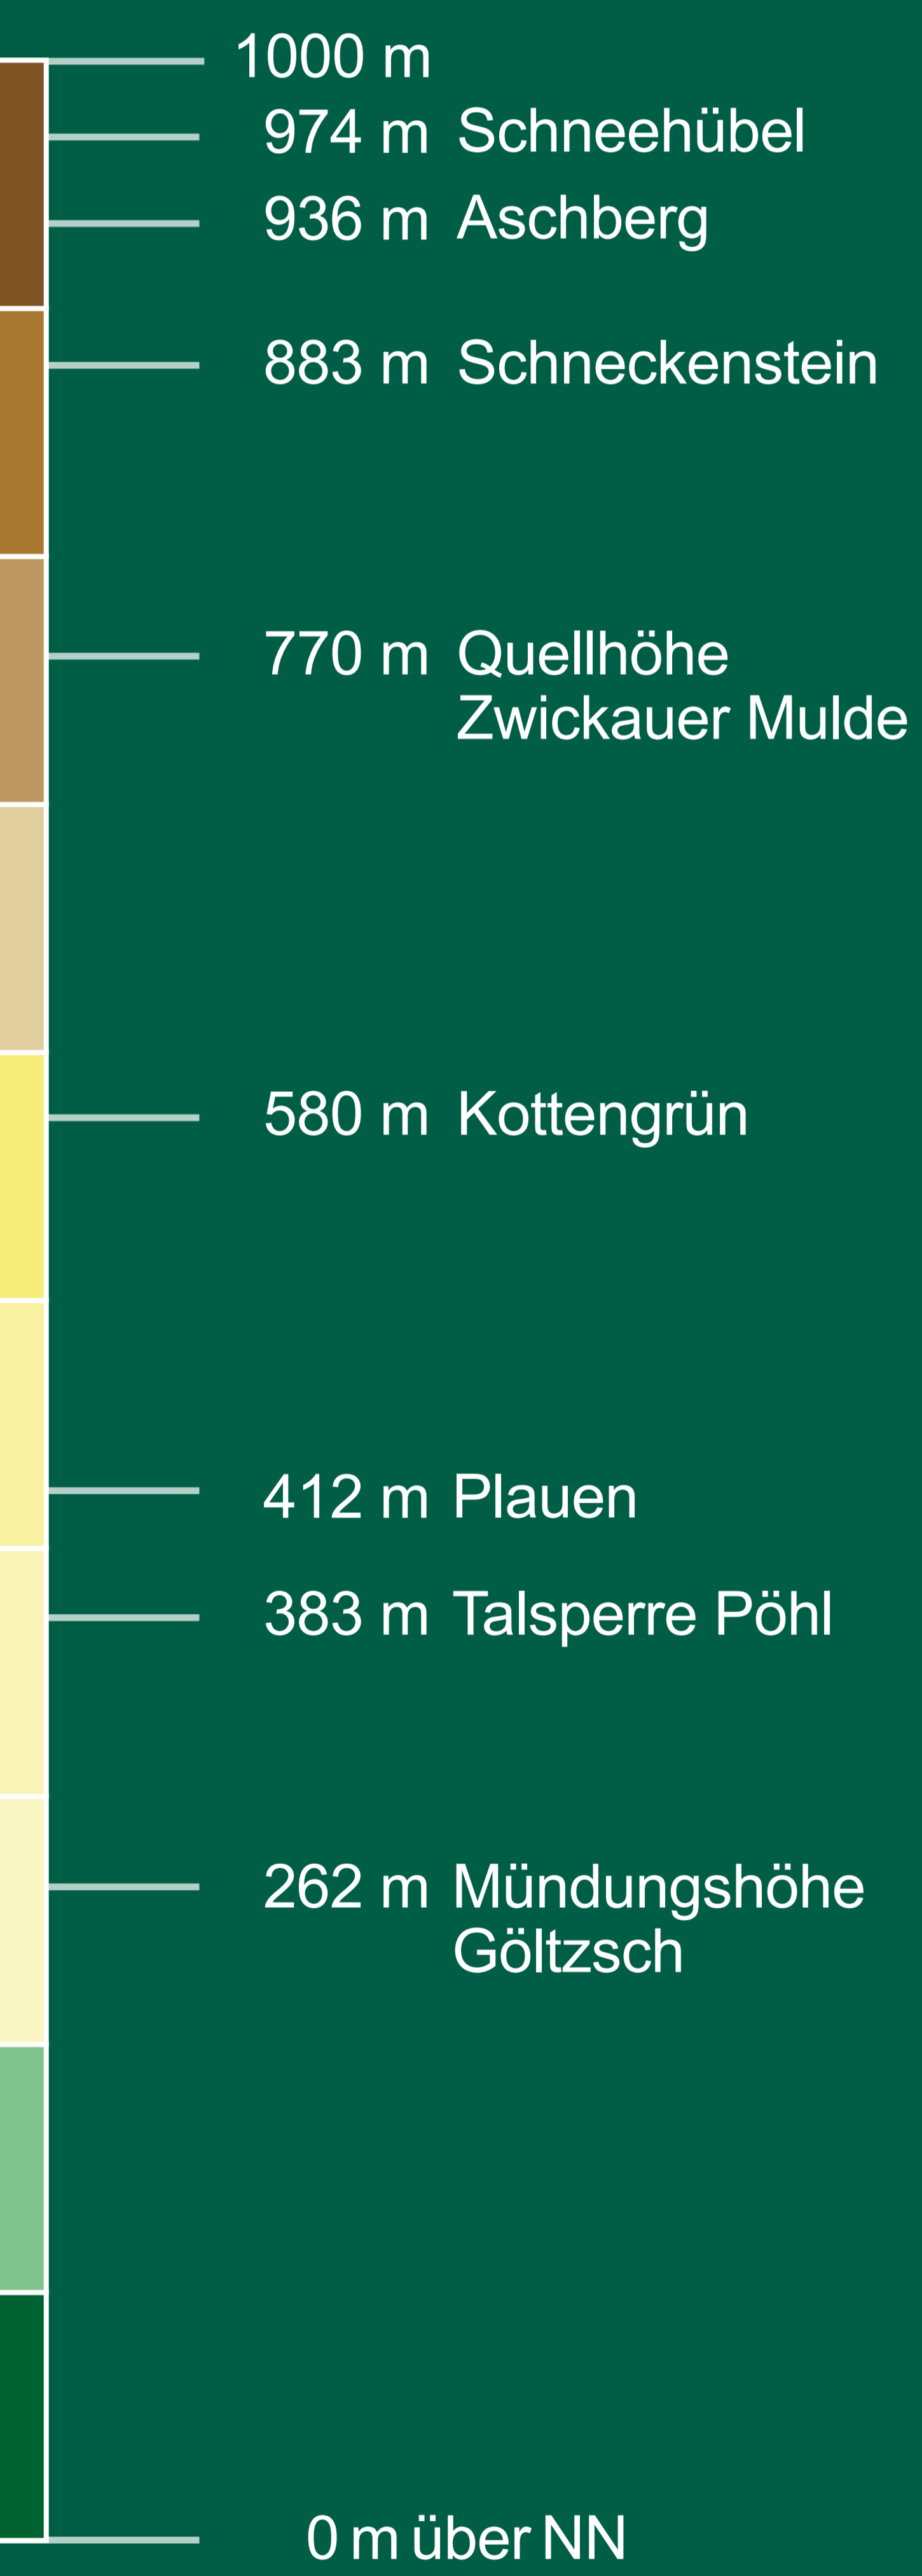 1000 m
974 m Schneehübel
936 m Aschberg
883 m Schneckenstein
770 m Quellhöhe
Zwickauer Mulde
580 m Kottengrün
412 m Plauen
383 m Talsperre Pöhl
262 m Mündungshöhe
Göltzsch
0 m über NN